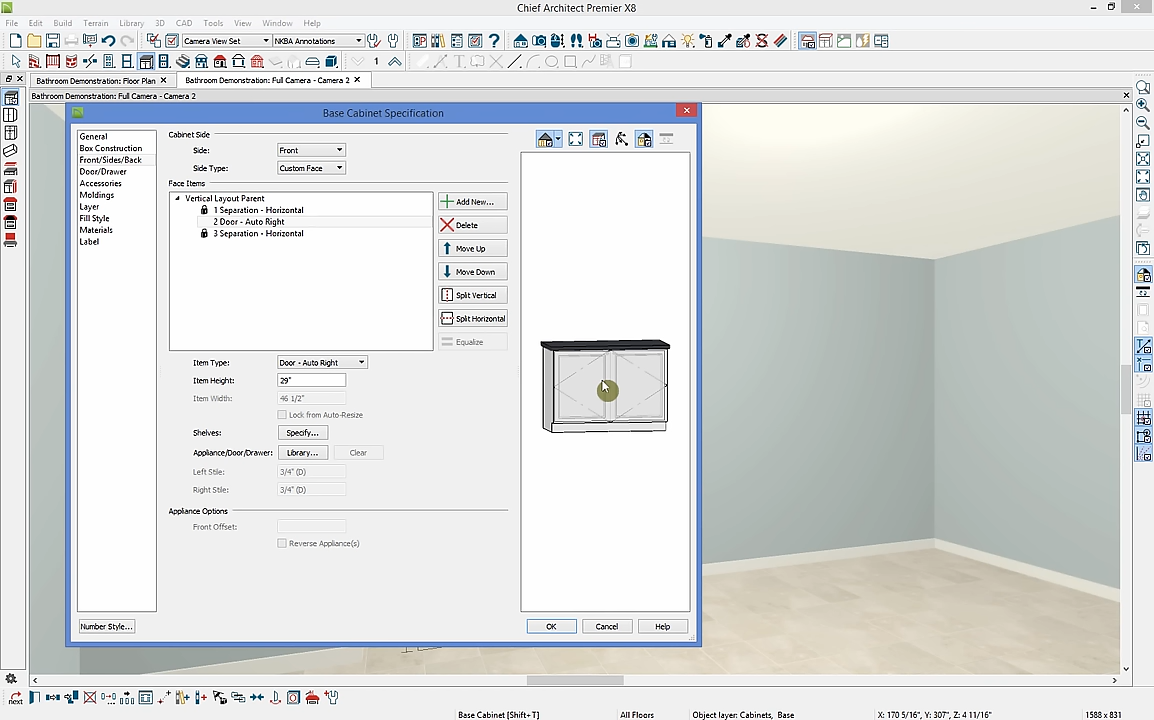 Chief Architect Premier X8
File Edit Build Terrain Library 3D CAD Tools View Window Help
Camera View Set NKBA Annotations
1
Bathroom Demonstration: Floor Plan Bathroom Demonstration: Full Camera - Camera 2
Bathroom Demonstration: Full Camera - Camera 2
Base Cabinet Specification
General
Box Construction
Front/Sides/Back
Door/Drawer
Accessories
Moldings
Layer
Fill Style
Materials
Label
Cabinet Side
Side: Front
Side Type: Custom Face
Face Items
Vertical Layout Parent
1 Separation - Horizontal
2 Door - Auto Right
3 Separation - Horizontal
Add New...
Delete
Move Up
Move Down
Split Vertical
Split Horizontal
Equalize
Item Type: Door - Auto Right
Item Height: 29"
Item Width: 46 1/2"
Lock from Auto-Resize
Shelves: Specify...
Appliance/Door/Drawer: Library... Clear
Left Stile: 3/4" (D)
Right Stile: 3/4" (D)
Appliance Options
Front Offset:
Reverse Appliance(s)
Number Style... OK Cancel Help
next
Base Cabinet [Shift+T] All Floors Object layer: Cabinets, Base X: 170 5/16", Y: 307", Z: 4 11/16" 1588 x 831